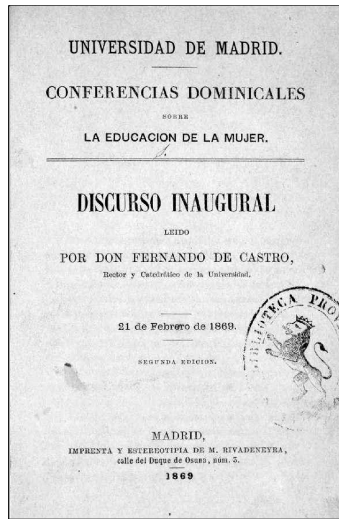 UNIVERSIDAD DE MADRID.
CONFERENCIAS DOMINICALES
SOBRE
LA EDUCACION DE LA MUJER.
DISCURSO INAUGURAL
LEIDO
POR DON FERNANDO DE CASTRO,
Rector y Catedrático de la Universidad.
21 de Febrero de 1869.
SEGUNDA EDICION.
BIBLIOTECA PROV
MADRID,
IMPRENTA Y ESTEREOTIPIA DE M. RIVADENEYRA,
calle del Duque de Osuna, núm. 3.
1869